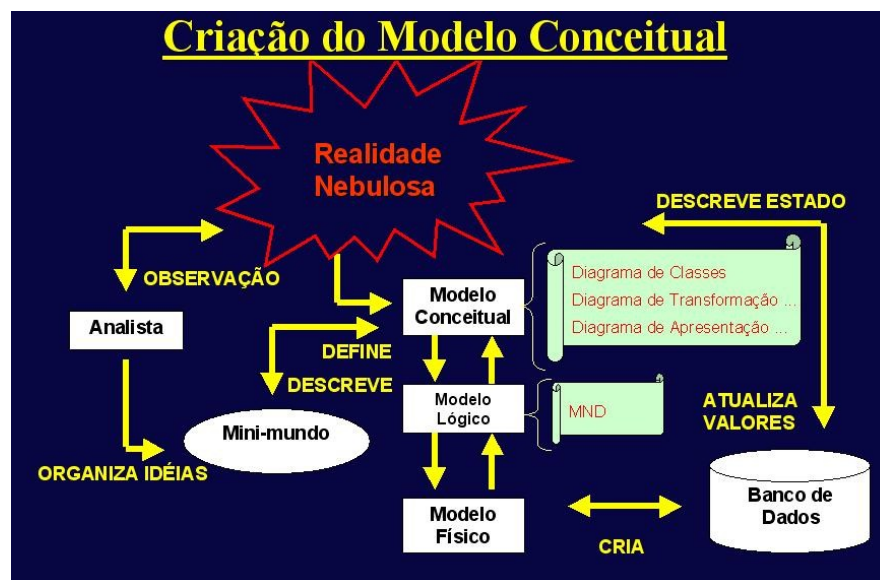 Criação do Modelo Conceitual
Realidade
Nebulosa
DESCREVE ESTADO
OBSERVAÇÃO
Modelo
Conceitual
Diagrama de Classes
Diagrama de Transformação ...
Diagrama de Apresentação ...
Analista
DEFINE
DESCREVE
Modelo
Lógico
MND
ATUALIZA
VALORES
Mini-mundo
ORGANIZA IDÉIAS
Modelo
Físico
Banco de
Dados
CRIA